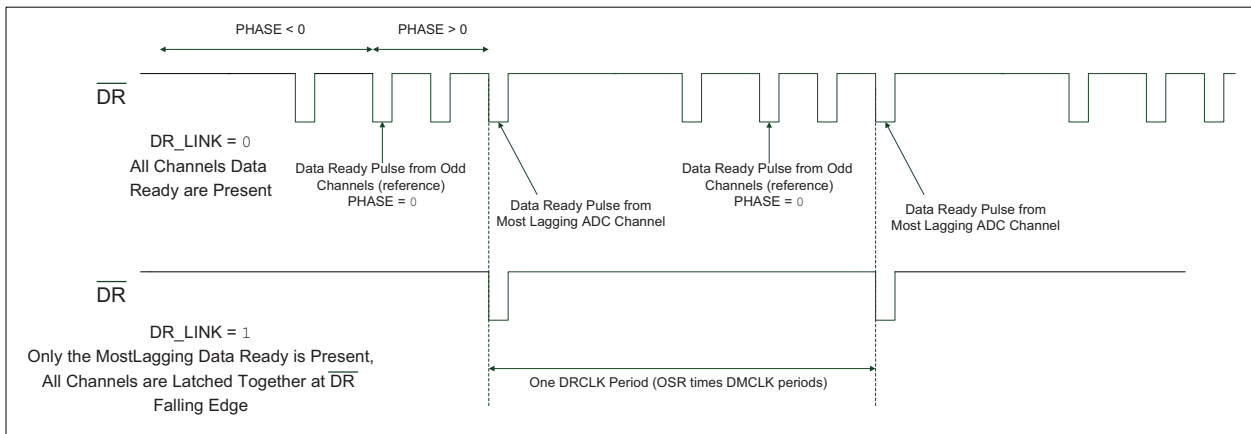 PHASE < 0
PHASE > 0
DR
DR_LINK = 0
All Channels Data
Ready are Present
Data Ready Pulse from Odd
Channels (reference)
PHASE = 0
Data Ready Pulse from
Most Lagging ADC Channel
Data Ready Pulse from Odd
Channels (reference)
PHASE = 0
Data Ready Pulse from
Most Lagging ADC Channel
DR
DR_LINK = 1
Only the MostLagging Data Ready is Present,
All Channels are Latched Together at DR
Falling Edge
One DRCLK Period (OSR times DMCLK periods)